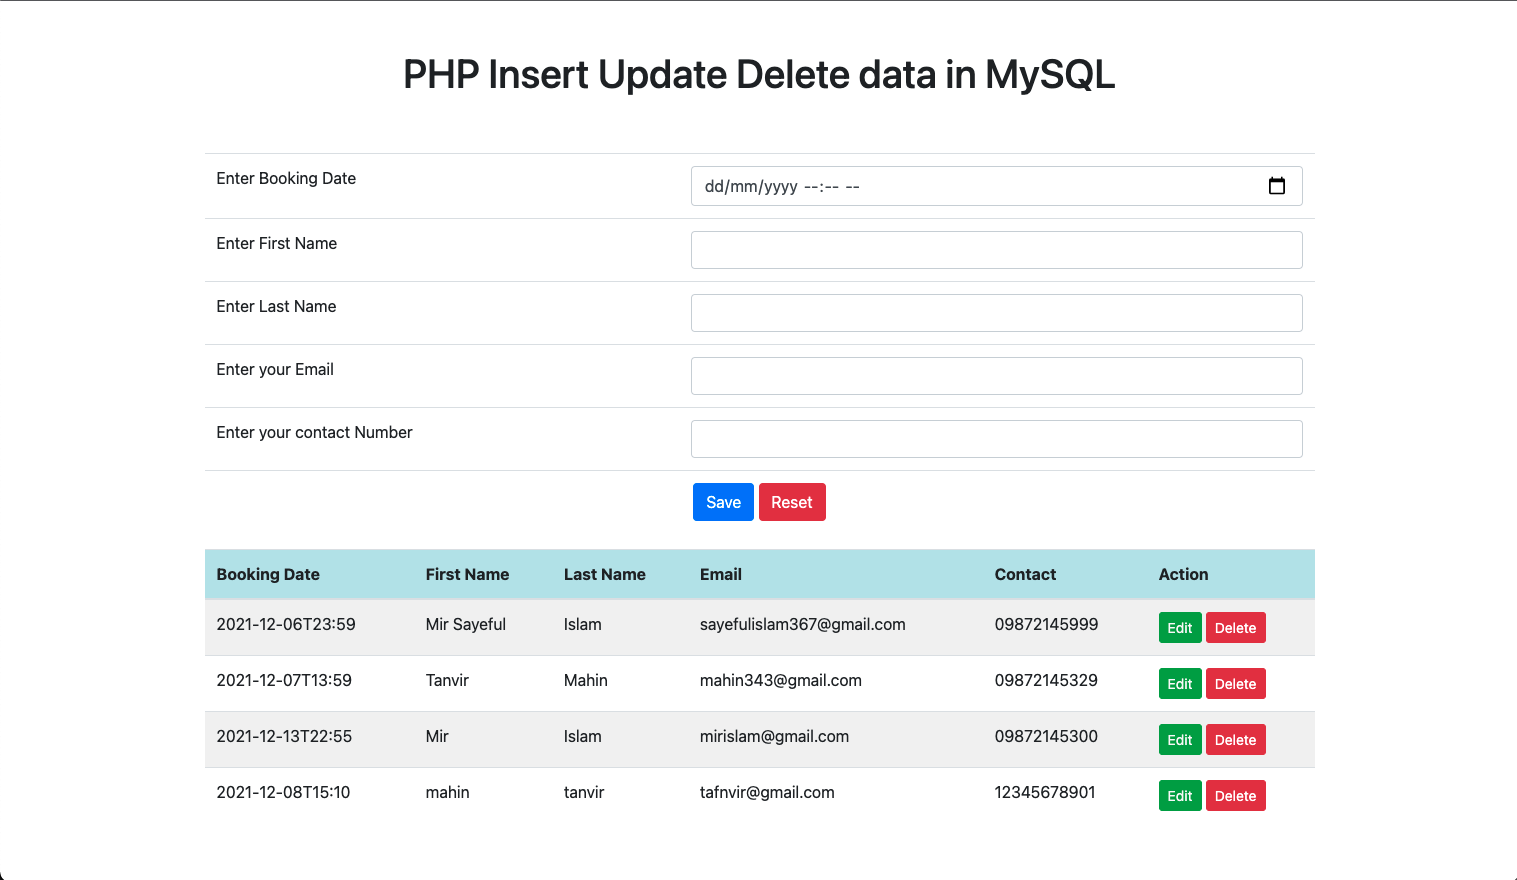 PHP Insert Update Delete data in MySQL
Enter Booking Date dd/mm/yyyy --:-- --
Enter First Name
Enter Last Name
Enter your Email
Enter your contact Number
Save Reset
Booking Date First Name Last Name Email Contact Action
2021-12-06T23:59 Mir Sayeful Islam sayefulislam367@gmail.com 09872145999 Edit Delete
2021-12-07T13:59 Tanvir Mahin mahin343@gmail.com 09872145329 Edit Delete
2021-12-13T22:55 Mir Islam mirislam@gmail.com 09872145300 Edit Delete
2021-12-08T15:10 mahin tanvir tafnvir@gmail.com 12345678901 Edit Delete